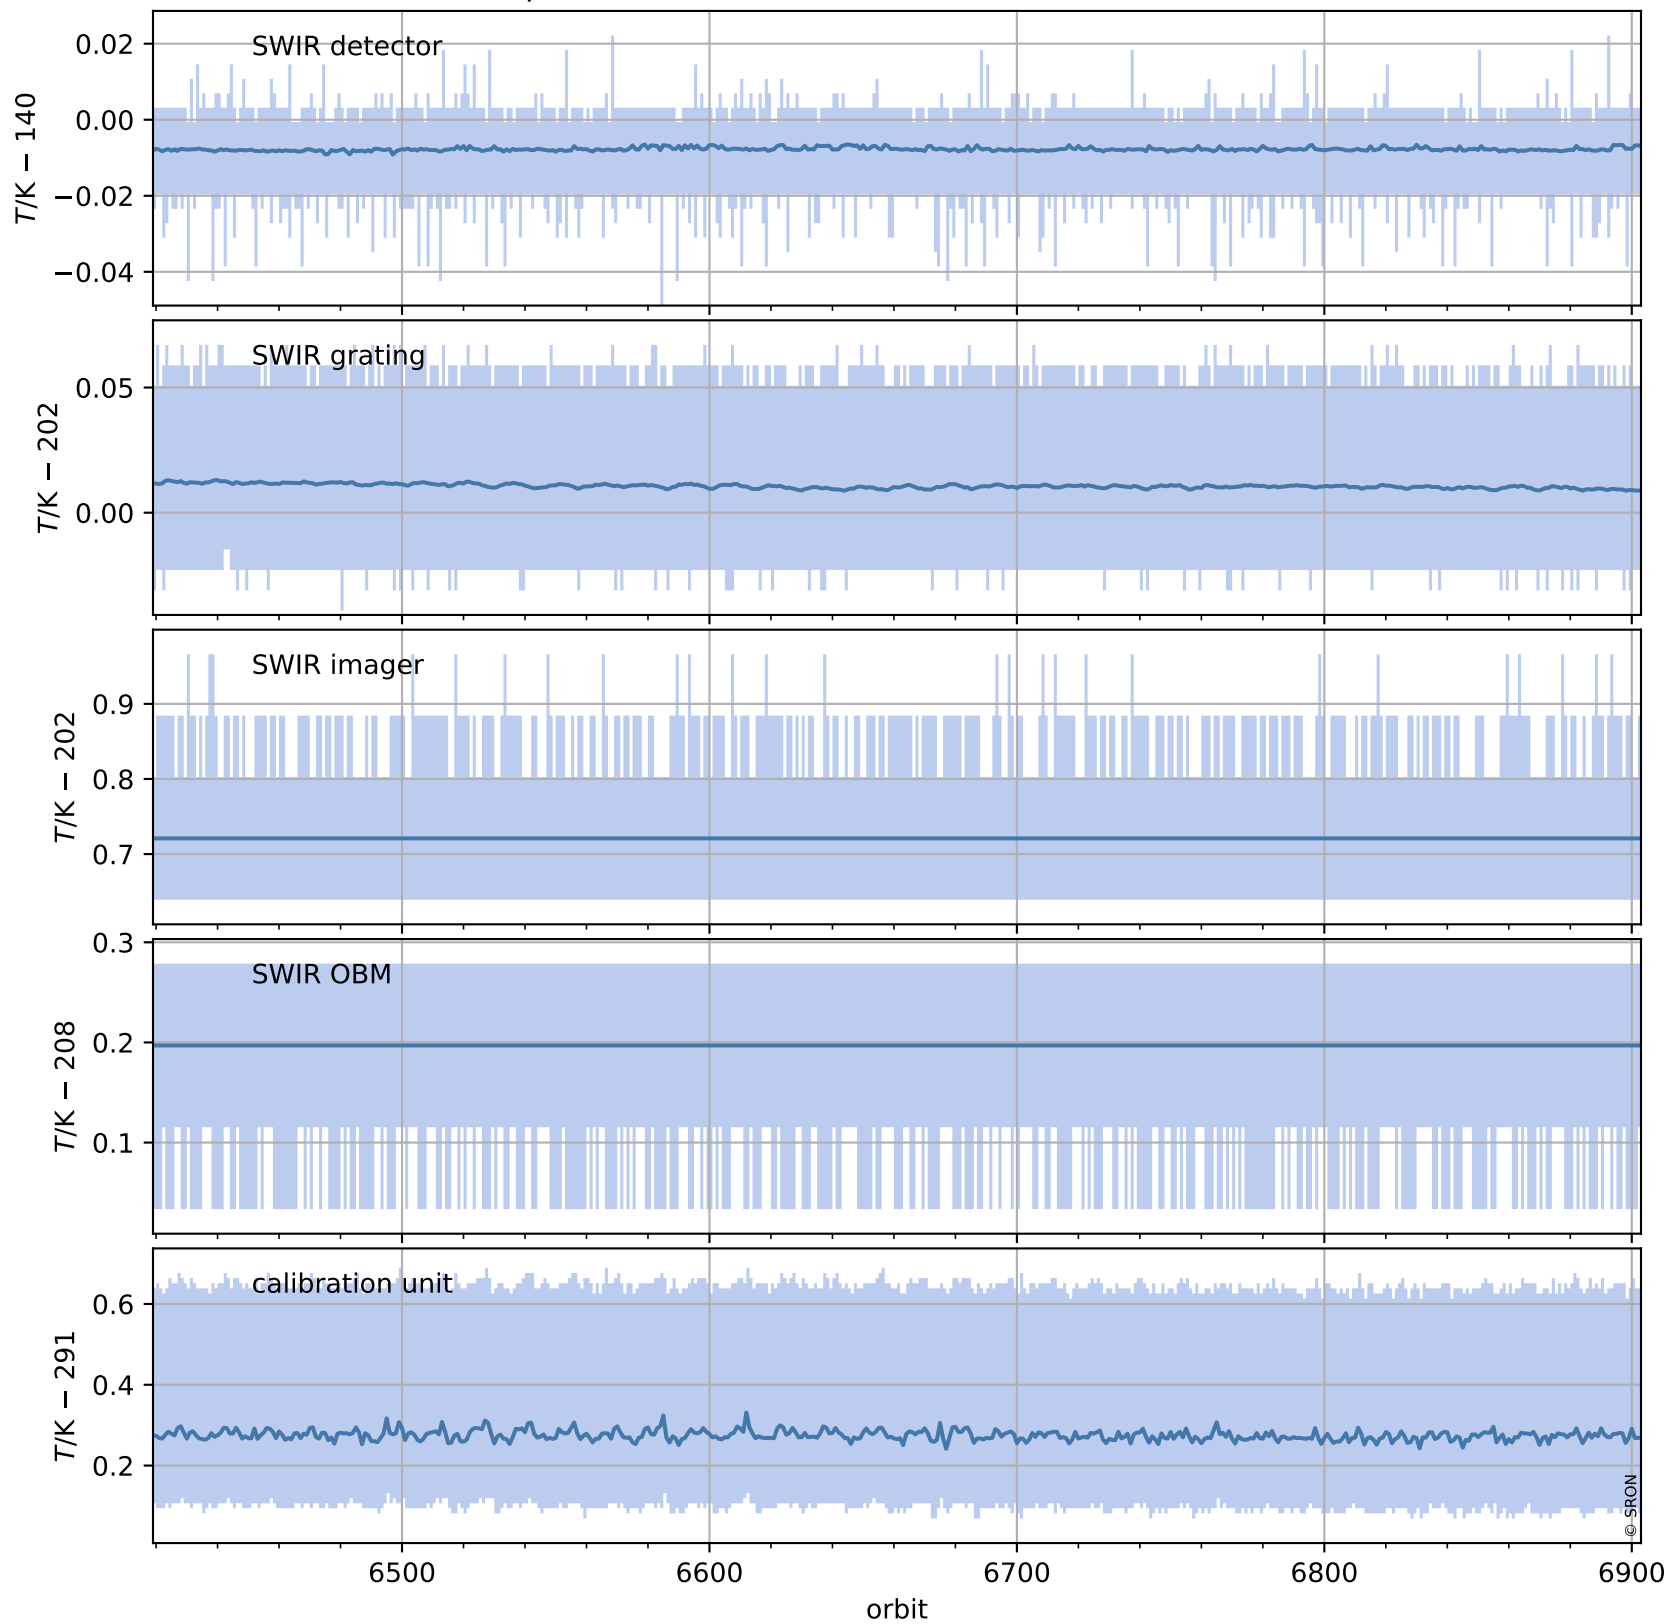 SWIR detector
0.02
0.00
−0.02
−0.04
T/K − 140
SWIR grating
0.05
0.00
T/K − 202
SWIR imager
0.9
0.8
0.7
T/K − 202
SWIR OBM
0.3
0.2
0.1
T/K − 208
calibration unit
0.6
0.4
0.2
T/K − 291
© SRON
6500
6600
6700
6800
6900
orbit